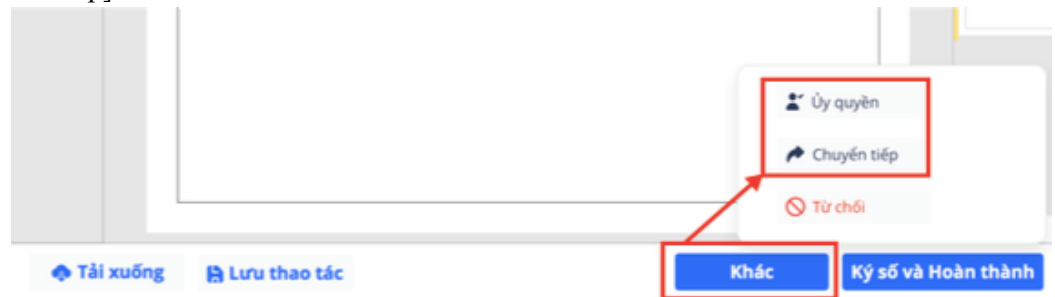 Ủy quyền
Chuyển tiếp
Từ chối
Tải xuống Lưu thao tác Khác Ký số và Hoàn thành